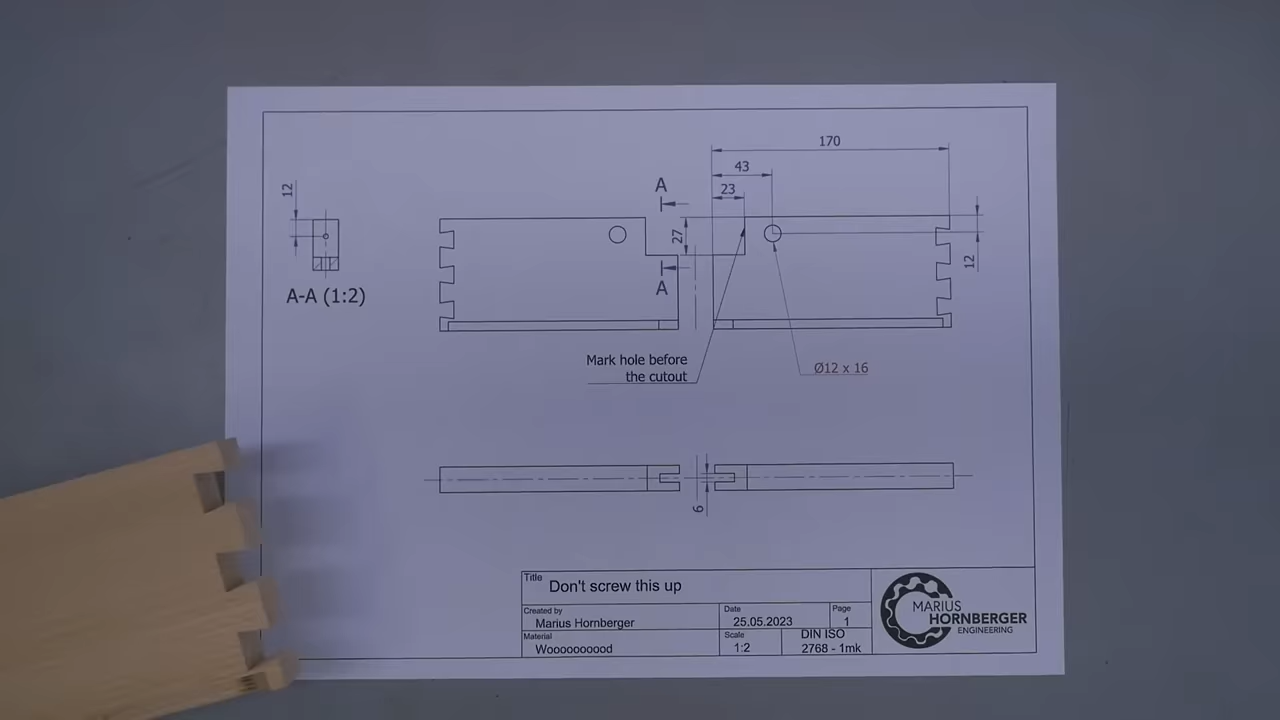 170
43
23
12
A
27
12
A
A-A (1:2)
Mark hole before
the cutout
Ø12 x 16
6
Title
Don't screw this up
Created by
Marius Hornberger
Date
25.05.2023
Page
1
Material
Woooooooood
Scale
1:2
DIN ISO
2768 - 1mk
MARIUS
HORNBERGER
ENGINEERING